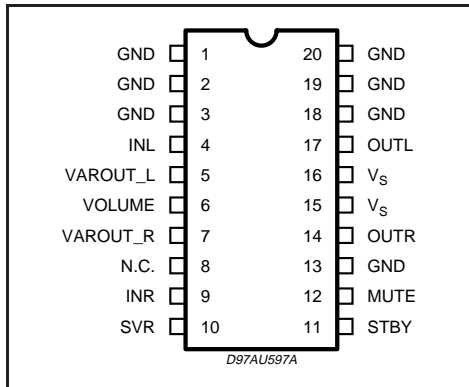 GND 1 20 GND
GND 2 19 GND
GND 3 18 GND
INL 4 17 OUTL
VAROUT_L 5 16 VS
VOLUME 6 15 VS
VAROUT_R 7 14 OUTR
N.C. 8 13 GND
INR 9 12 MUTE
SVR 10 11 STBY
D97AU597A